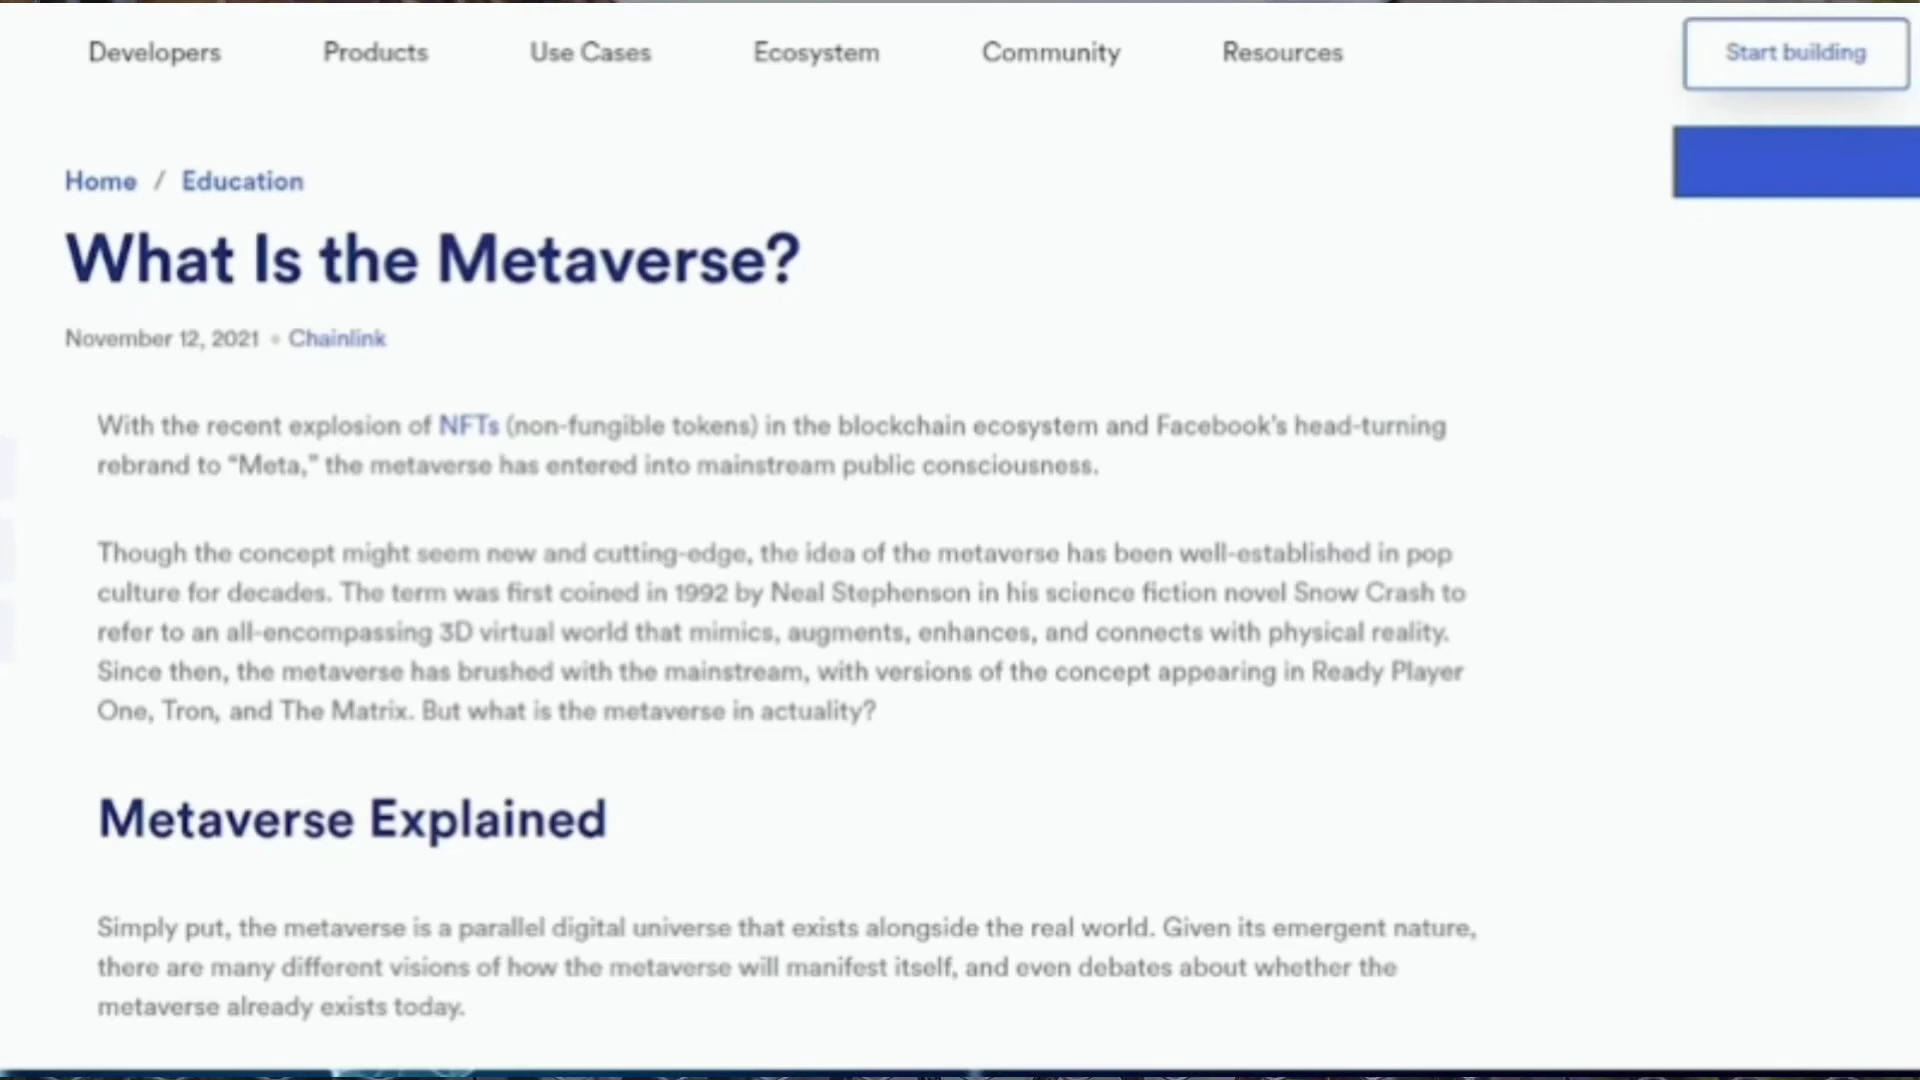 Developers Products Use Cases Ecosystem Community Resources Start building
Home / Education
What Is the Metaverse?
November 12, 2021 • Chainlink
With the recent explosion of NFTs (non-fungible tokens) in the blockchain ecosystem and Facebook's head-turning
rebrand to “Meta,” the metaverse has entered into mainstream public consciousness.
Though the concept might seem new and cutting-edge, the idea of the metaverse has been well-established in pop
culture for decades. The term was first coined in 1992 by Neal Stephenson in his science fiction novel Snow Crash to
refer to an all-encompassing 3D virtual world that mimics, augments, enhances, and connects with physical reality.
Since then, the metaverse has brushed with the mainstream, with versions of the concept appearing in Ready Player
One, Tron, and The Matrix. But what is the metaverse in actuality?
Metaverse Explained
Simply put, the metaverse is a parallel digital universe that exists alongside the real world. Given its emergent nature,
there are many different visions of how the metaverse will manifest itself, and even debates about whether the
metaverse already exists today.